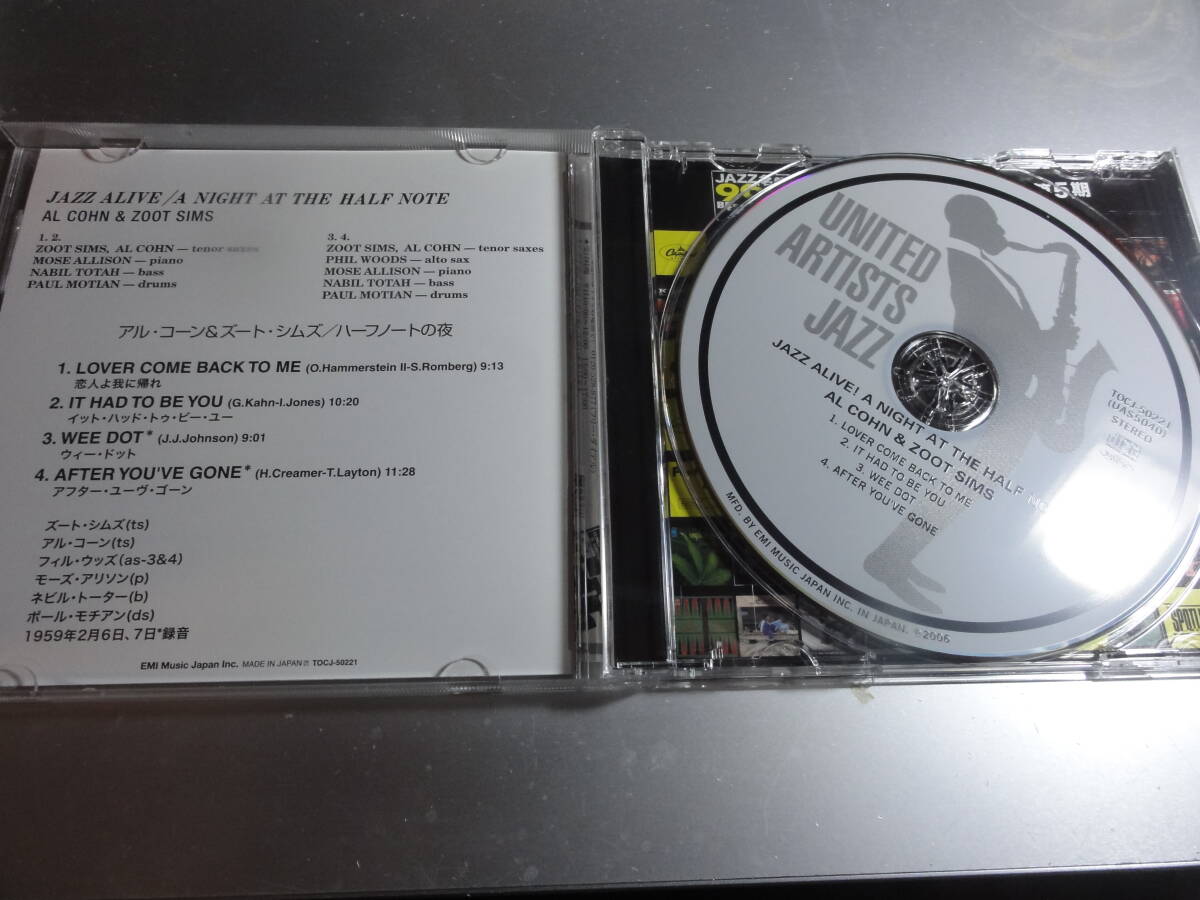 JAZZ ALIVE/A NIGHT AT THE HALF NOTE
AL COHN & ZOOT SIMS
1. 2.
ZOOT SIMS, AL COHN — tenor saxes
MOSE ALLISON — piano
NABIL TOTAH — bass
PAUL MOTIAN — drums
3. 4.
ZOOT SIMS, AL COHN — tenor saxes
PHIL WOODS — alto sax
MOSE ALLISON — piano
NABIL TOTAH — bass
PAUL MOTIAN — drums
アル・コーン&ズート・シムズ/ハーフノートの夜
1. LOVER COME BACK TO ME (O.Hammerstein II-S.Romberg) 9:13
恋人よ我に帰れ
2. IT HAD TO BE YOU (G.Kahn-I.Jones) 10:20
イット・ハッド・トゥ・ビー・ユー
3. WEE DOT* (J.J.Johnson) 9:01
ウィー・ドット
4. AFTER YOU'VE GONE* (H.Creamer-T.Layton) 11:28
アフター・ユーヴ・ゴーン
ズート・シムズ(ts)
アル・コーン(ts)
フィル・ウッズ(as-3&4)
モーズ・アリソン(p)
ネビル・トーター(b)
ポール・モチアン(ds)
1959年2月6日、7日*録音
EMI Music Japan Inc. MADE IN JAPAN Ⓟ TOCJ-50221
JAZZ
5期
UNITED
ARTISTS
JAZZ
JAZZ ALIVE! A NIGHT AT THE HALF NO
AL COHN & ZOOT SIMS
1. LOVER COME BACK TO ME
2. IT HAD TO BE YOU
3. WEE DOT
4. AFTER YOU'VE GONE
TOCJ-50221
(UAS5040)
STEREO
MFD. BY EMI MUSIC JAPAN INC. IN JAPAN. ℗2006
SPOTL